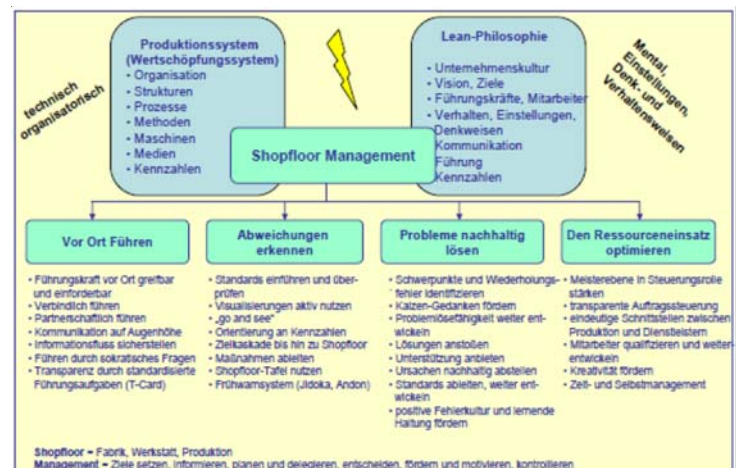 Produktionssystem
(Wertschöpfungssystem)
• Organisation
• Strukturen
• Prozesse
• Methoden
• Maschinen
• Medien
• Kennzahlen
technisch
organisatorisch
Lean-Philosophie
• Unternehmenskultur
• Vision, Ziele
• Führungskräfte, Mitarbeiter
• Verhalten, Einstellungen,
Denkweisen
Kommunikation
Führung
Kennzahlen
Mental,
Einstellungen,
Denk- und
Verhaltensweisen
Shopfloor Management
Vor Ort Führen
• Führungskraft vor Ort greifbar
und einforderbar
• Verbindlich führen
• Partnerschaftlich führen
• Kommunikation auf Augenhöhe
• Informationsfluss sicherstellen
• Führen durch sokratisches Fragen
• Transparenz durch standardisierte
Führungsaufgaben (T-Card)
Abweichungen
erkennen
• Standards einführen und über-
prüfen
• Visualisierungen aktiv nutzen
• „go and see"
• Orientierung an Kennzahlen
• Zielkaskade bis hin zu Shopfloor
• Maßnahmen ableiten
• Shopfloor-Tafel nutzen
• Frühwarnsystem (Jidoka, Andon)
Probleme nachhaltig
lösen
• Schwerpunkte und Wiederholungs-
fehler identifizieren
• Kaizen-Gedanken fördern
• Problemlösefähigkeit weiter ent-
wickeln
• Lösungen anstoßen
• Unterstützung anbieten
• Ursachen nachhaltig abstellen
• Standards ableiten, weiter ent-
wickeln
• positive Fehlerkultur und lernende
Haltung fördern
Den Ressourceneinsatz
optimieren
• Meisterebene in Steuerungsrolle
stärken
• transparente Auftragssteuerung
• eindeutige Schnittstellen zwischen
Produktion und Dienstleistern
• Mitarbeiter qualifizieren und weiter-
entwickeln
• Kreativität fördern
• Zeit- und Selbstmanagement
Shopfloor = Fabrik, Werkstatt, Produktion
Management = Ziele setzen, informieren, planen und delegieren, entscheiden, fördern und motivieren, kontrollieren